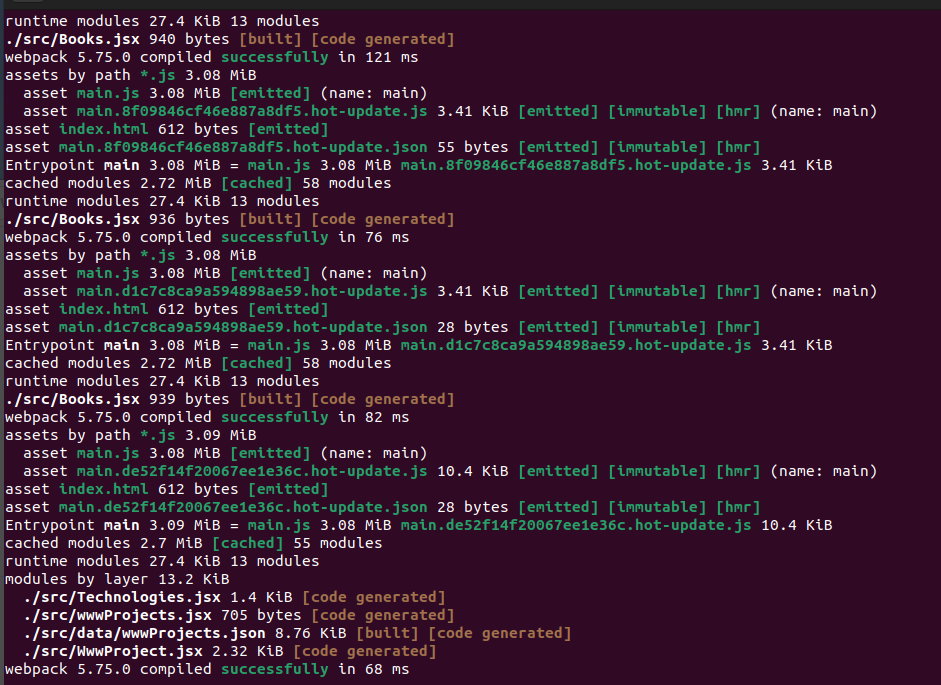 runtime modules 27.4 KiB 13 modules
./src/Books.jsx 940 bytes [built] [code generated]
webpack 5.75.0 compiled successfully in 121 ms
assets by path *.js 3.08 MiB
  asset main.js 3.08 MiB [emitted] (name: main)
  asset main.8f09846cf46e887a8df5.hot-update.js 3.41 KiB [emitted] [immutable] [hmr] (name: main)
asset index.html 612 bytes [emitted]
asset main.8f09846cf46e887a8df5.hot-update.json 55 bytes [emitted] [immutable] [hmr]
Entrypoint main 3.08 MiB = main.js 3.08 MiB main.8f09846cf46e887a8df5.hot-update.js 3.41 KiB
cached modules 2.72 MiB [cached] 58 modules
runtime modules 27.4 KiB 13 modules
./src/Books.jsx 936 bytes [built] [code generated]
webpack 5.75.0 compiled successfully in 76 ms
assets by path *.js 3.08 MiB
  asset main.js 3.08 MiB [emitted] (name: main)
  asset main.d1c7c8ca9a594898ae59.hot-update.js 3.41 KiB [emitted] [immutable] [hmr] (name: main)
asset index.html 612 bytes [emitted]
asset main.d1c7c8ca9a594898ae59.hot-update.json 28 bytes [emitted] [immutable] [hmr]
Entrypoint main 3.08 MiB = main.js 3.08 MiB main.d1c7c8ca9a594898ae59.hot-update.js 3.41 KiB
cached modules 2.72 MiB [cached] 58 modules
runtime modules 27.4 KiB 13 modules
./src/Books.jsx 939 bytes [built] [code generated]
webpack 5.75.0 compiled successfully in 82 ms
assets by path *.js 3.09 MiB
  asset main.js 3.08 MiB [emitted] (name: main)
  asset main.de52f14f20067ee1e36c.hot-update.js 10.4 KiB [emitted] [immutable] [hmr] (name: main)
asset index.html 612 bytes [emitted]
asset main.de52f14f20067ee1e36c.hot-update.json 28 bytes [emitted] [immutable] [hmr]
Entrypoint main 3.09 MiB = main.js 3.08 MiB main.de52f14f20067ee1e36c.hot-update.js 10.4 KiB
cached modules 2.7 MiB [cached] 55 modules
runtime modules 27.4 KiB 13 modules
modules by layer 13.2 KiB
  ./src/Technologies.jsx 1.4 KiB [code generated]
  ./src/wwwProjects.jsx 705 bytes [code generated]
  ./src/data/wwwProjects.json 8.76 KiB [built] [code generated]
  ./src/WwwProject.jsx 2.32 KiB [code generated]
webpack 5.75.0 compiled successfully in 68 ms